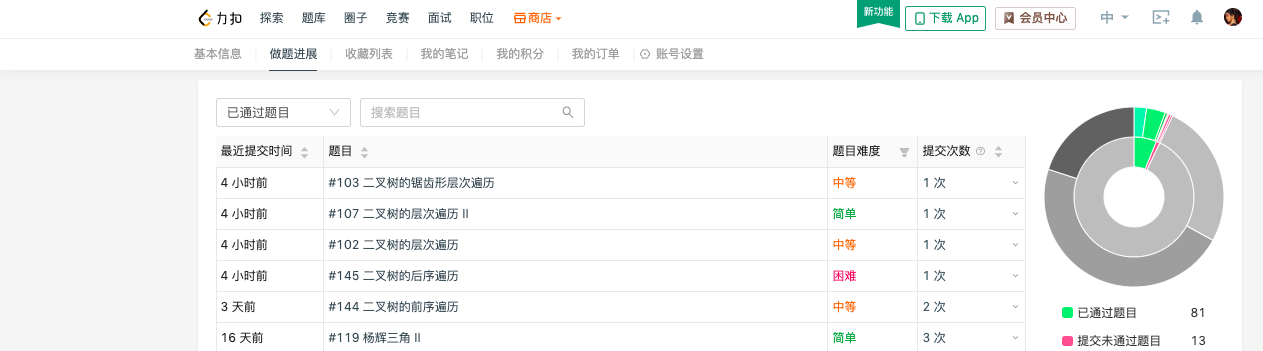 力扣 探索 题库 圈子 竞赛 面试 职位 商店 新功能 下载 App 会员中心 中
基本信息 做题进展 收藏列表 我的笔记 我的积分 我的订单 账号设置
已通过题目 搜索题目
最近提交时间 题目 题目难度 提交次数
4 小时前 #103 二叉树的锯齿形层次遍历 中等 1 次
4 小时前 #107 二叉树的层次遍历 II 简单 1 次
4 小时前 #102 二叉树的层次遍历 中等 1 次
4 小时前 #145 二叉树的后序遍历 困难 1 次
3 天前 #144 二叉树的前序遍历 中等 2 次
已通过题目 81
16 天前 #119 杨辉三角 II 简单 3 次
提交未通过题目 13